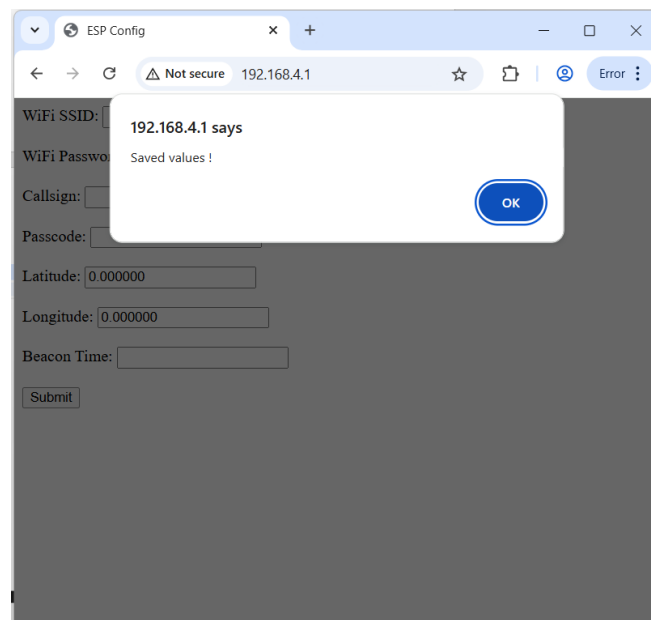 ESP Config
Not secure 192.168.4.1 Error
192.168.4.1 says
Saved values !
OK
WiFi SSID:
WiFi
Callsign:
Passcode:
Latitude: 0.000000
Longitude: 0.000000
Beacon Time:
Submit